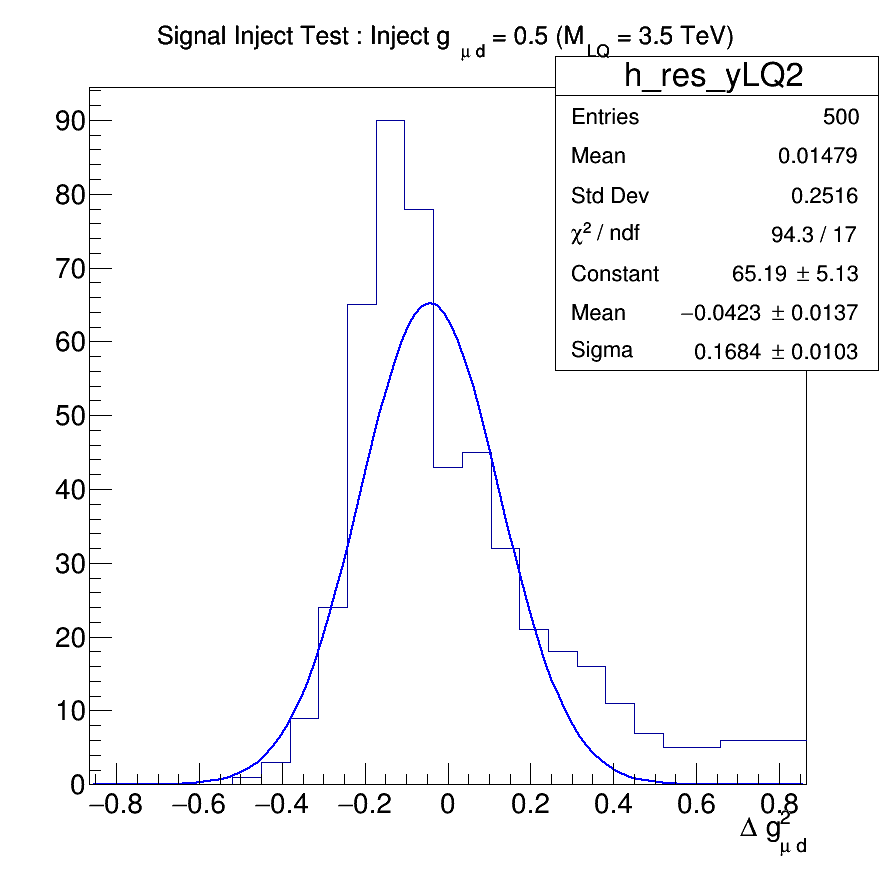 Signal Inject Test : Inject g μ d = 0.5 (M LQ = 3.5 TeV)
h_res_yLQ2
Entries 500
Mean 0.01479
Std Dev 0.2516
χ² / ndf 94.3 / 17
Constant 65.19 ± 5.13
Mean −0.0423 ± 0.0137
Sigma 0.1684 ± 0.0103
90
80
70
60
50
40
30
20
10
0
−0.8 −0.6 −0.4 −0.2 0 0.2 0.4 0.6 0.8
Δ g² μ d